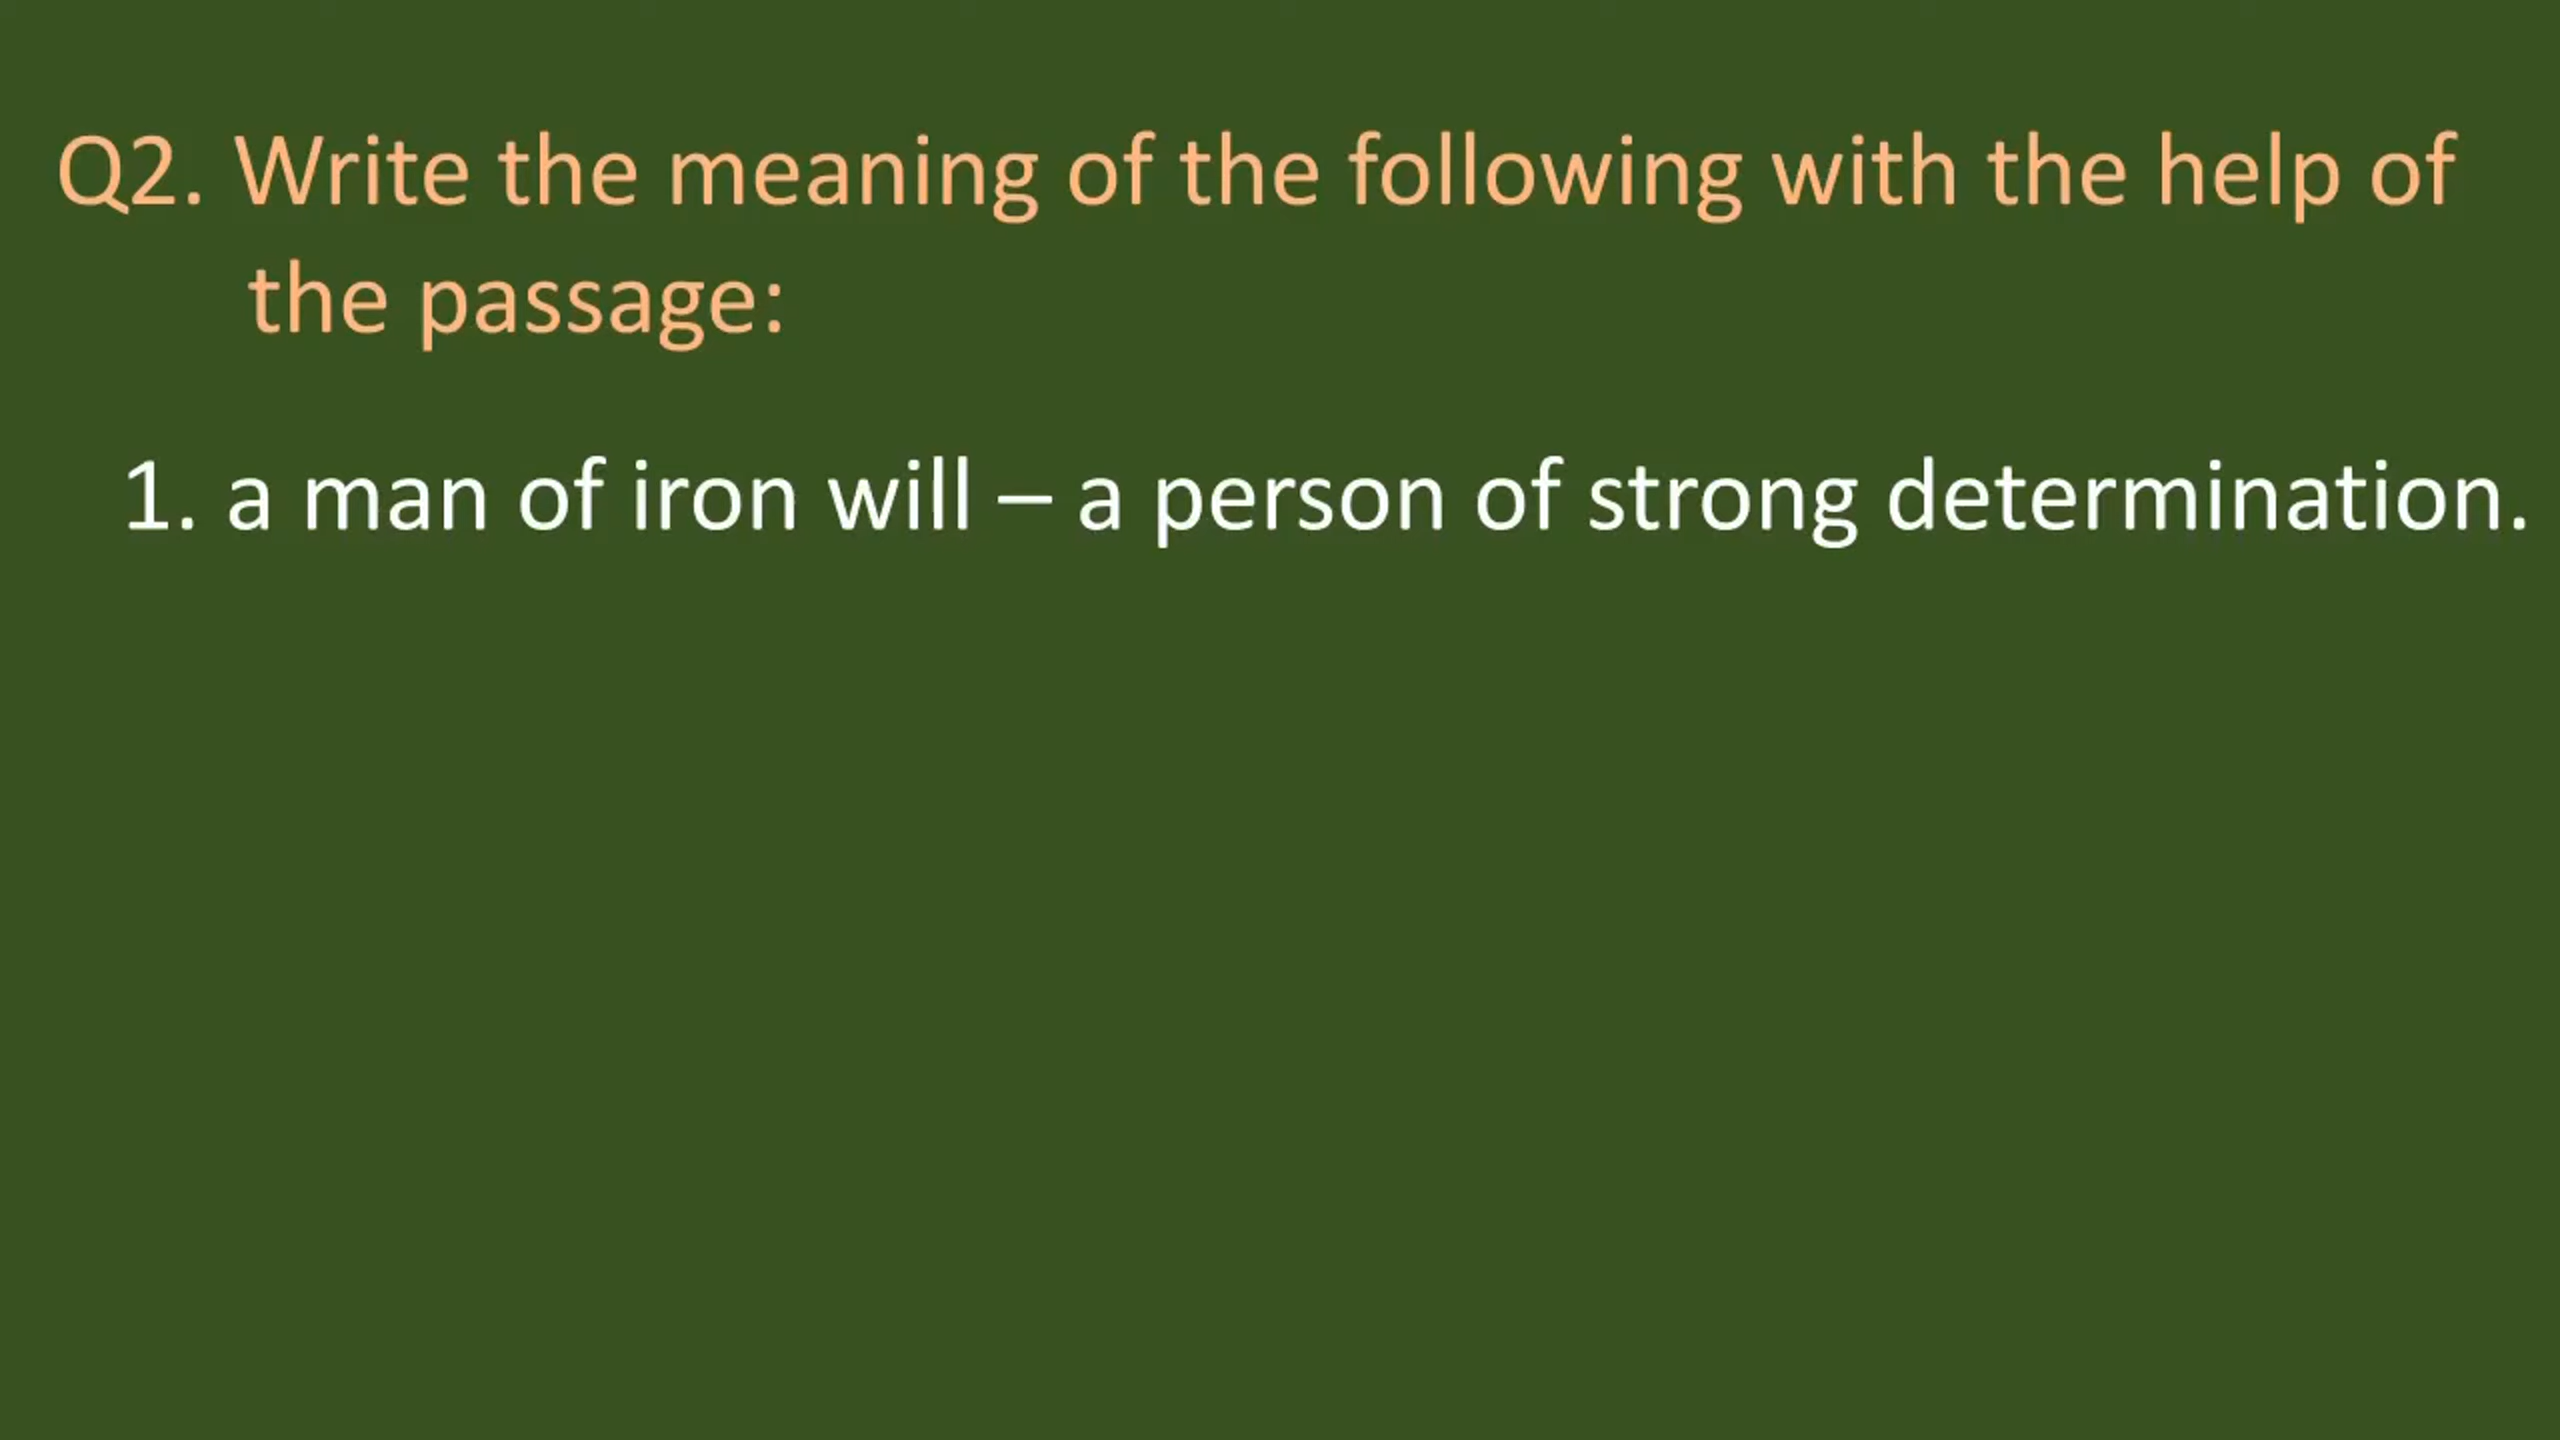 Q2. Write the meaning of the following with the help of
the passage:
1. a man of iron will – a person of strong determination.